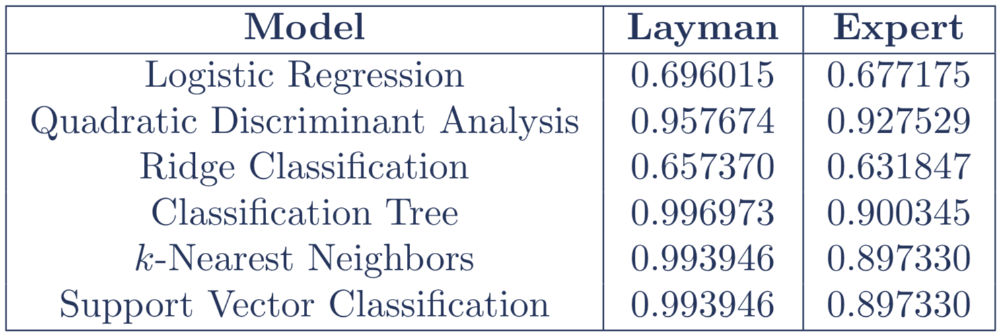 Model Layman Expert
Logistic Regression 0.696015 0.677175
Quadratic Discriminant Analysis 0.957674 0.927529
Ridge Classification 0.657370 0.631847
Classification Tree 0.996973 0.900345
k-Nearest Neighbors 0.993946 0.897330
Support Vector Classification 0.993946 0.897330